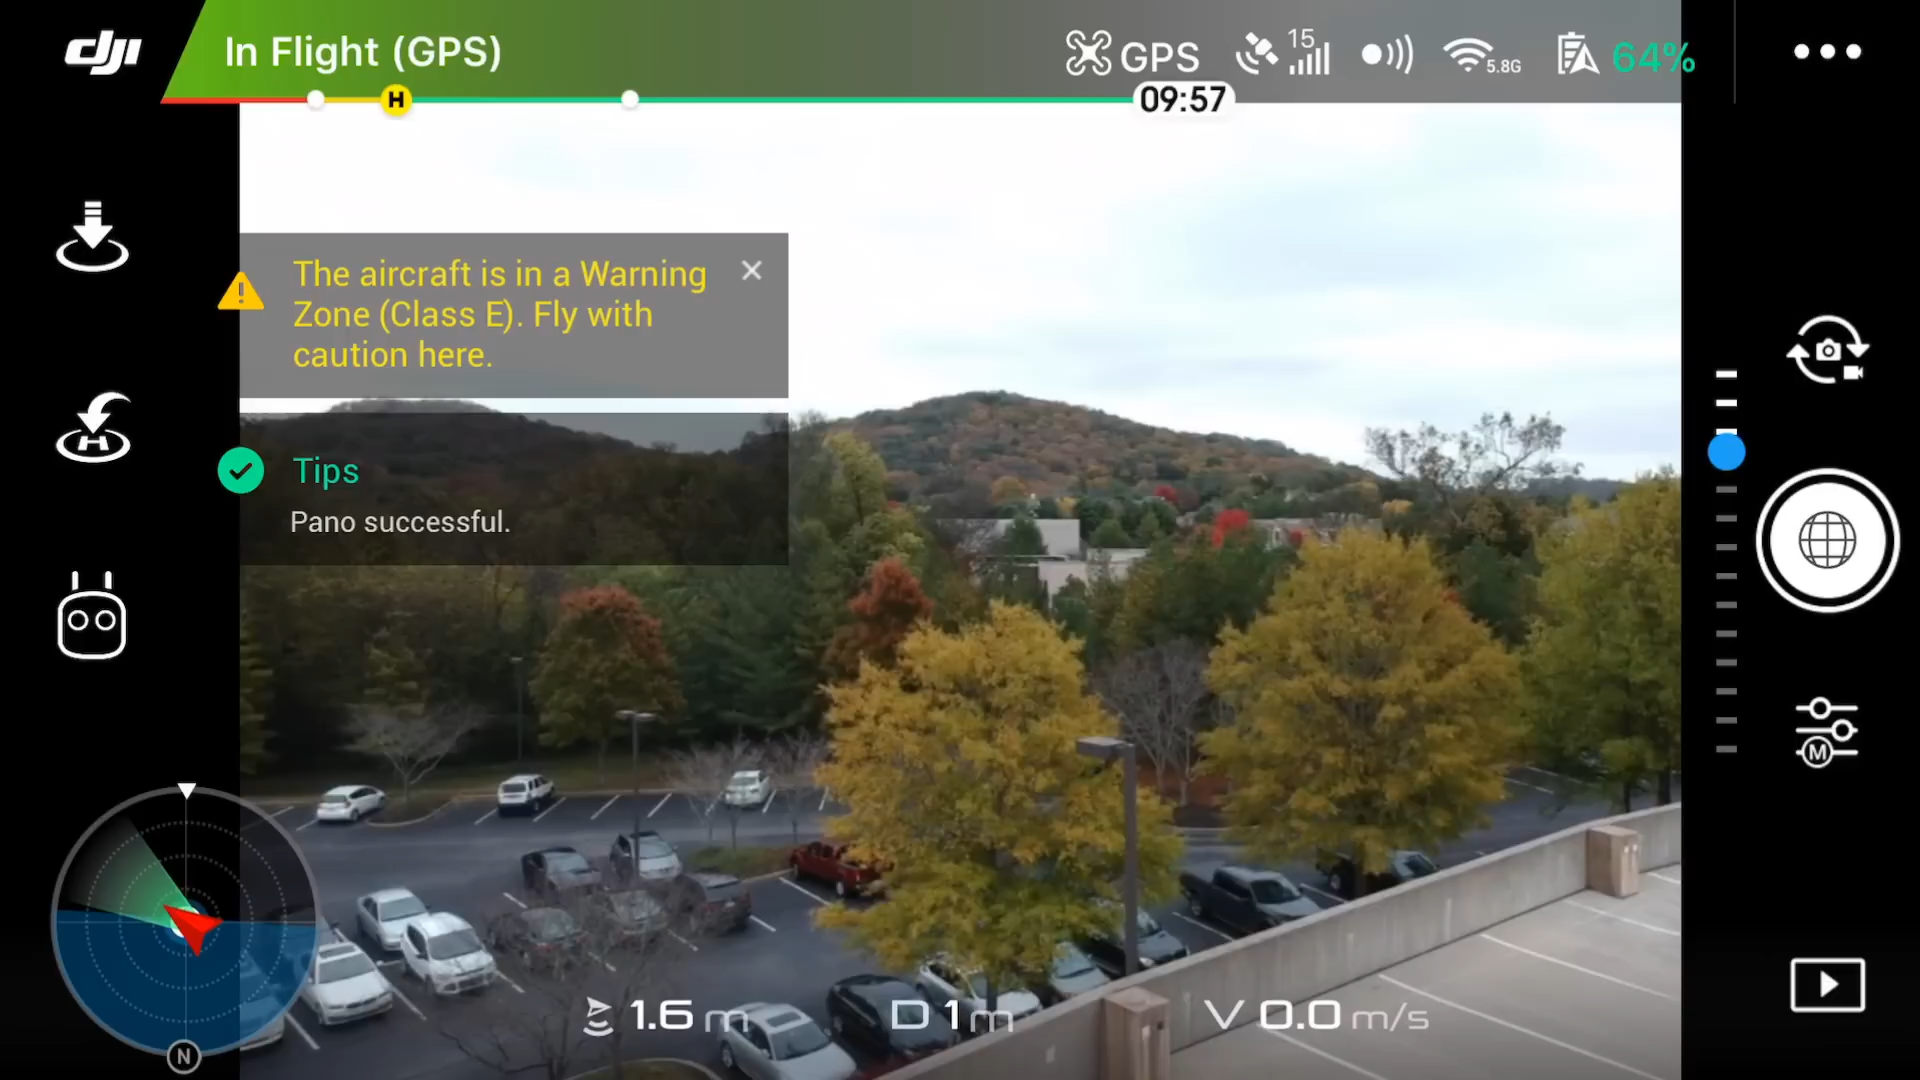 dji
In Flight (GPS)
GPS
15
5.8G
64%
H
09:57
The aircraft is in a Warning
Zone (Class E). Fly with
caution here.
Tips
Pano successful.
H
M
N
1.6 m
D 1 m
V 0.0 m/s